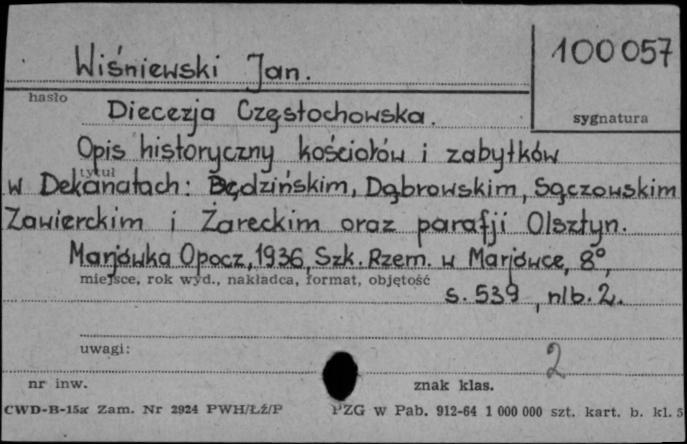 Wiśniewski Jan. 100057
hasło
Diecezja Częstochowska. sygnatura
Opis historyczny kościołów i zabytków
tytuł
w Dekanatach: Będzińskim, Dąbrowskim, Sączowskim
Zawierckim i Żareckim oraz parafji Olsztyn.
Marjówka Opocz, 1936, Szk. Rzem. w Marjówce, 8°,
miejsce, rok wyd., nakładca, format, objętość
s. 539, nlb. 2.
uwagi: 2
nr inw. znak klas.
CWD-B-15a Zam. Nr 2924 PWH/Łź/P PZG w Pab. 912-64 1 000 000 szt. kart. b. kl. 5